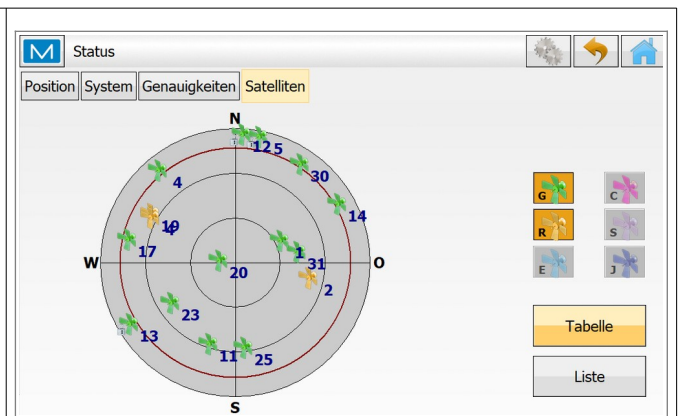 M Status
Position System Genauigkeiten Satelliten
N
12 5
4 30
14
17 1
W 20 31 O
2
23
13
11 25
S
G C
R S
E J
Tabelle
Liste